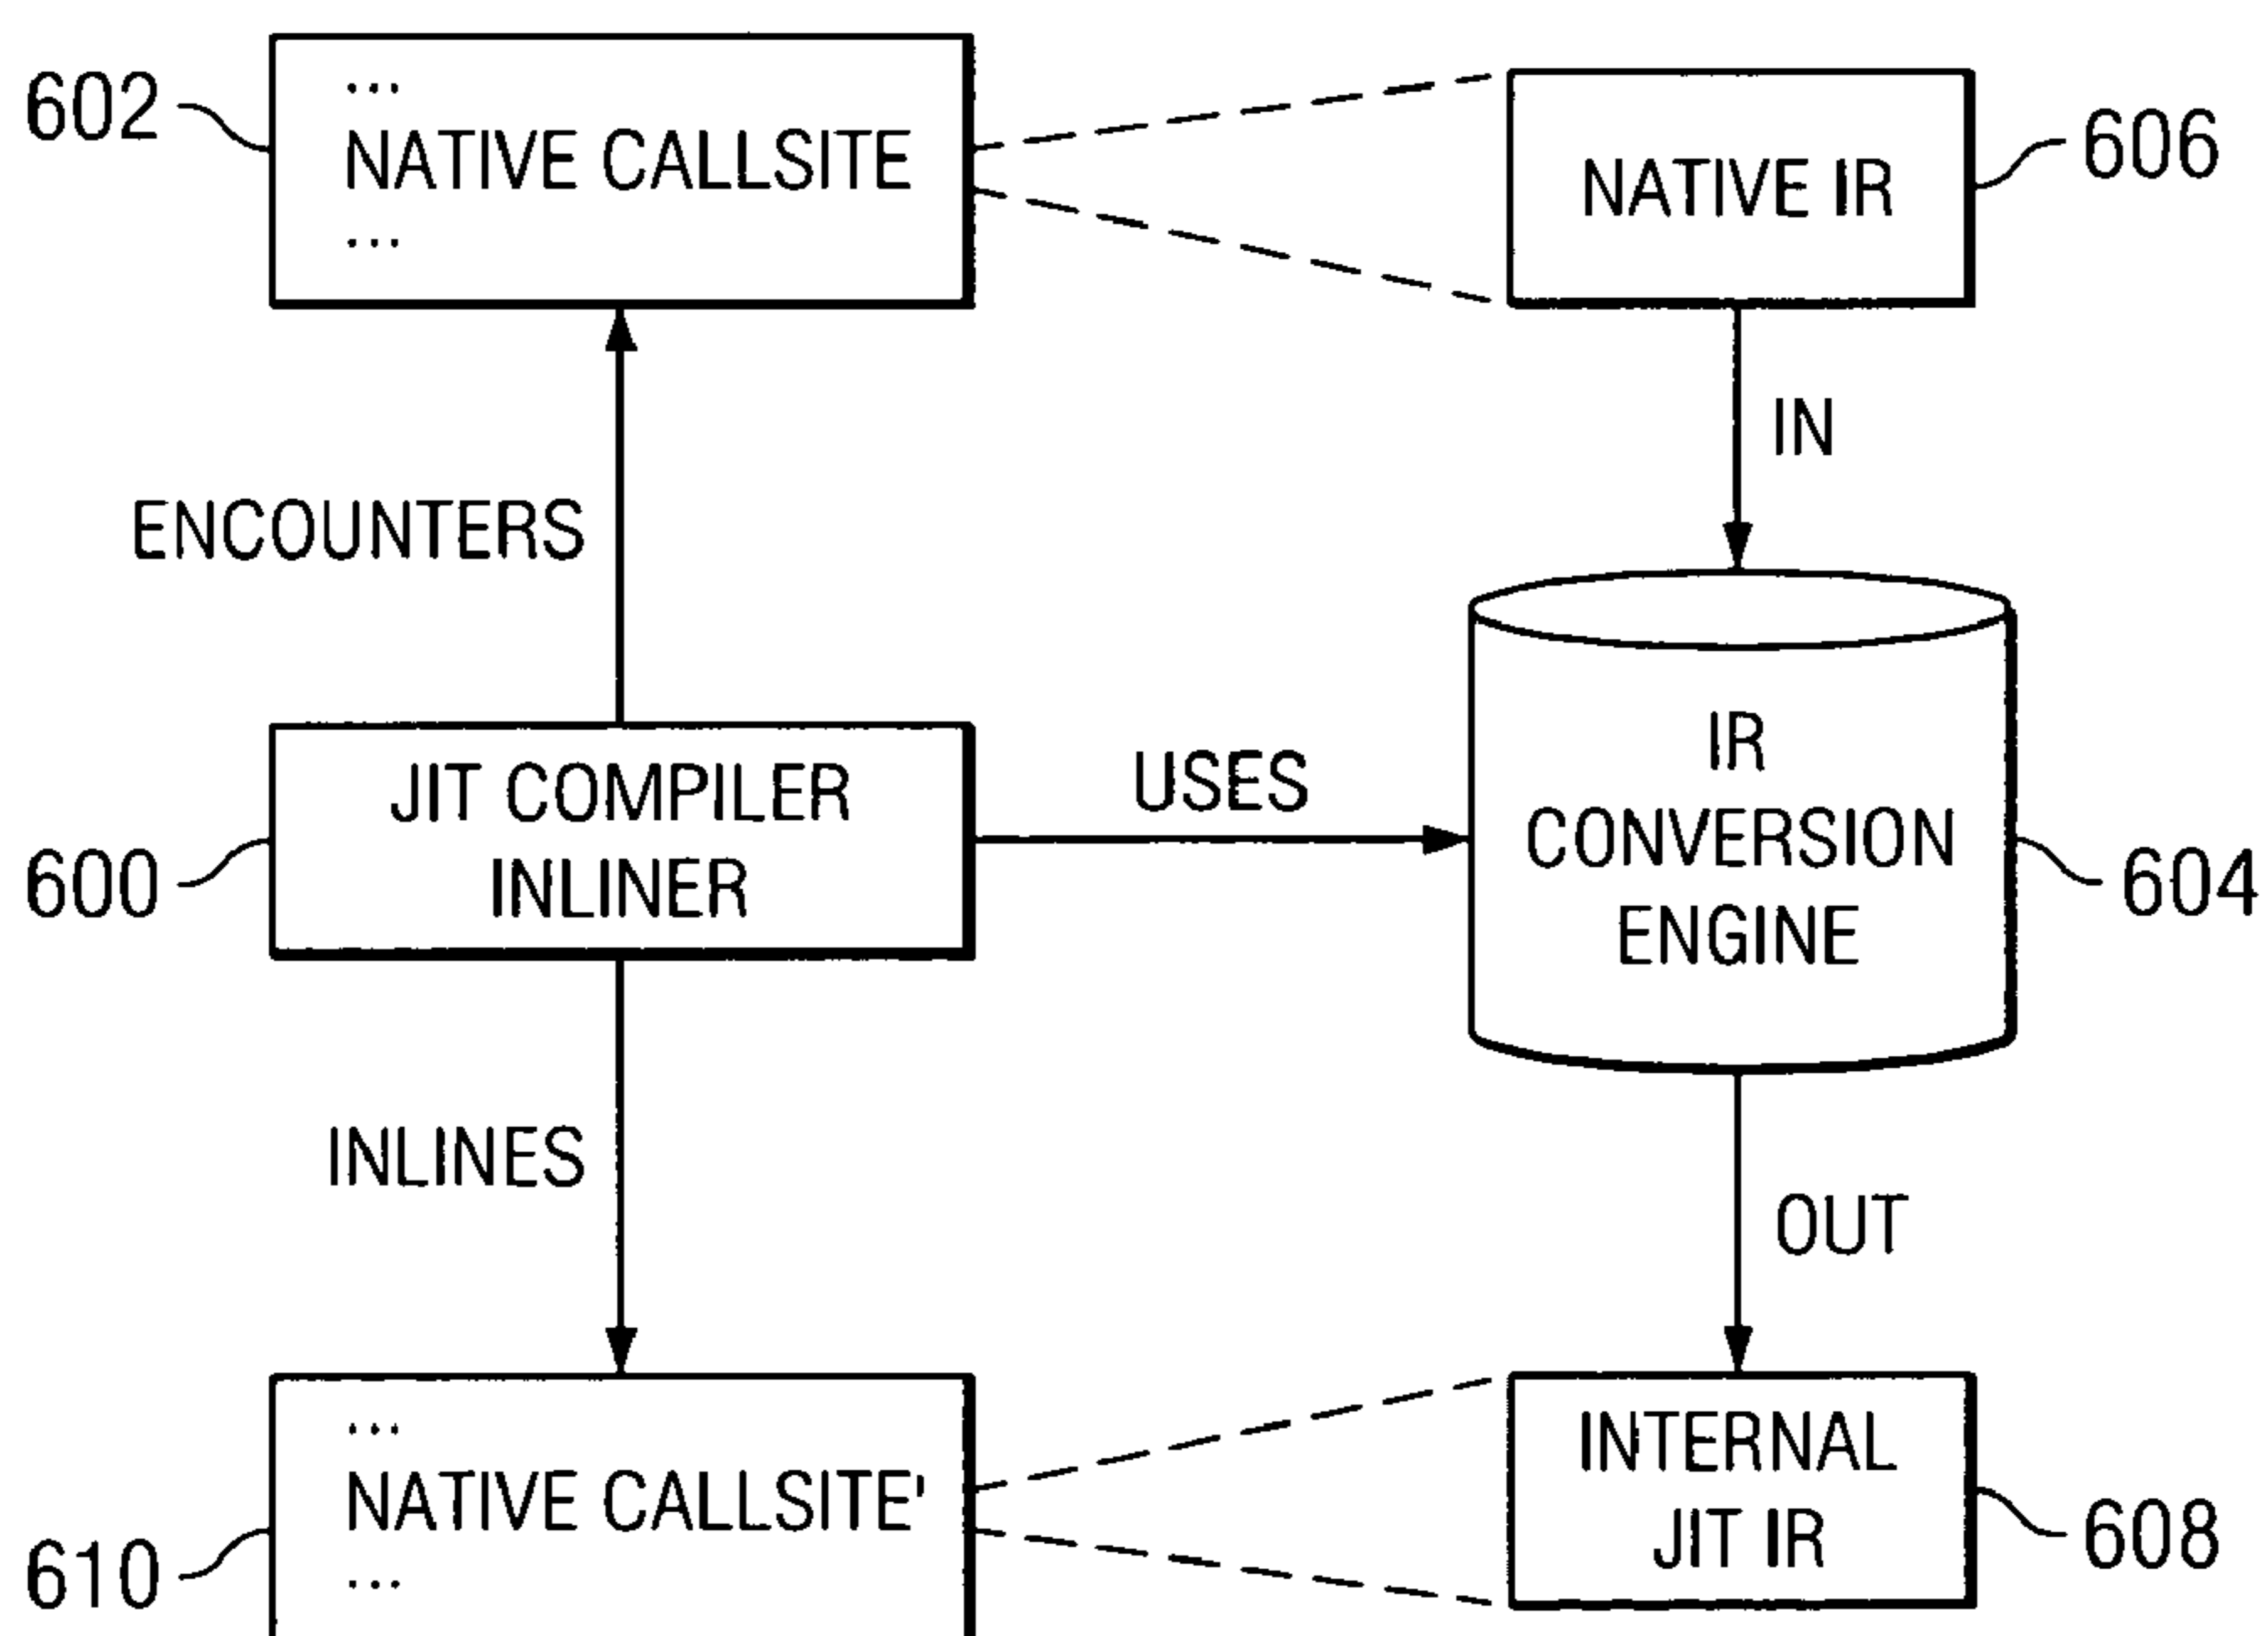 602
...
NATIVE CALLSITE
...
NATIVE IR
606
IN
ENCOUNTERS
JIT COMPILER
INLINER
600
USES
IR
CONVERSION
ENGINE
604
INLINES
OUT
...
NATIVE CALLSITE'
...
610
INTERNAL
JIT IR
608